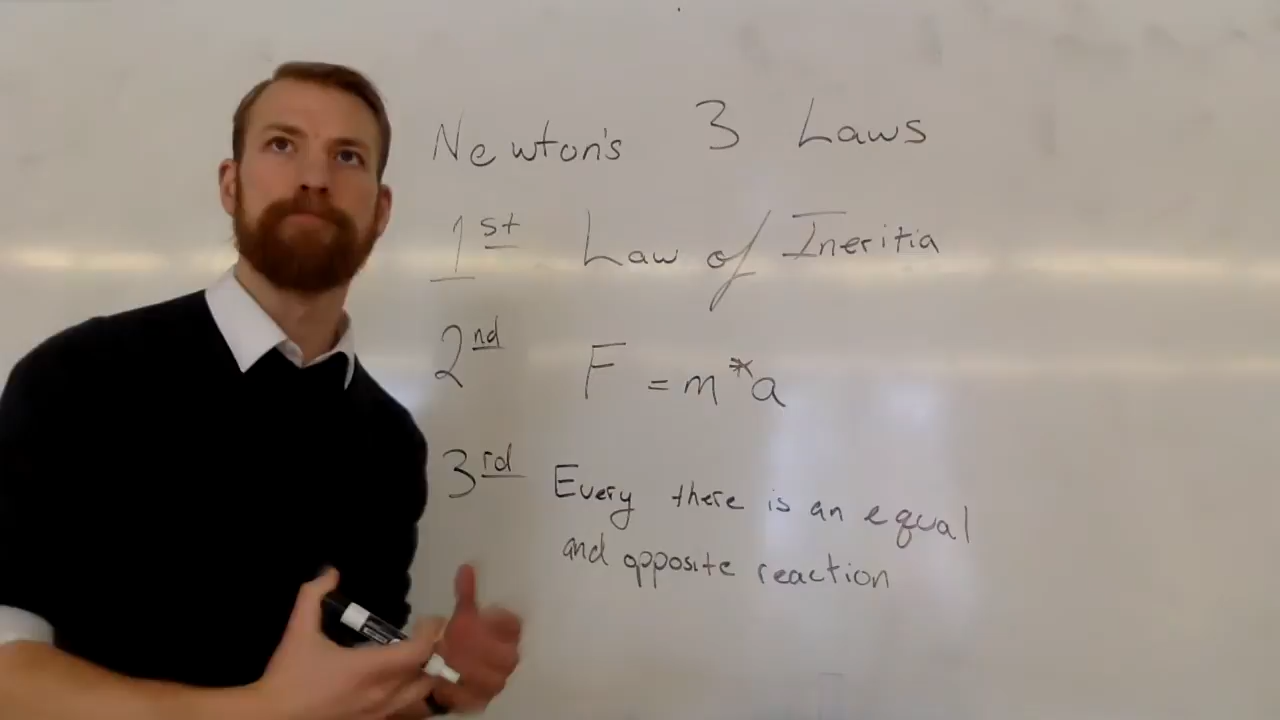 Newton's 3 Laws
1st Law of Ineritia
2nd F = m*a
3rd Every there is an equal
and opposite reaction